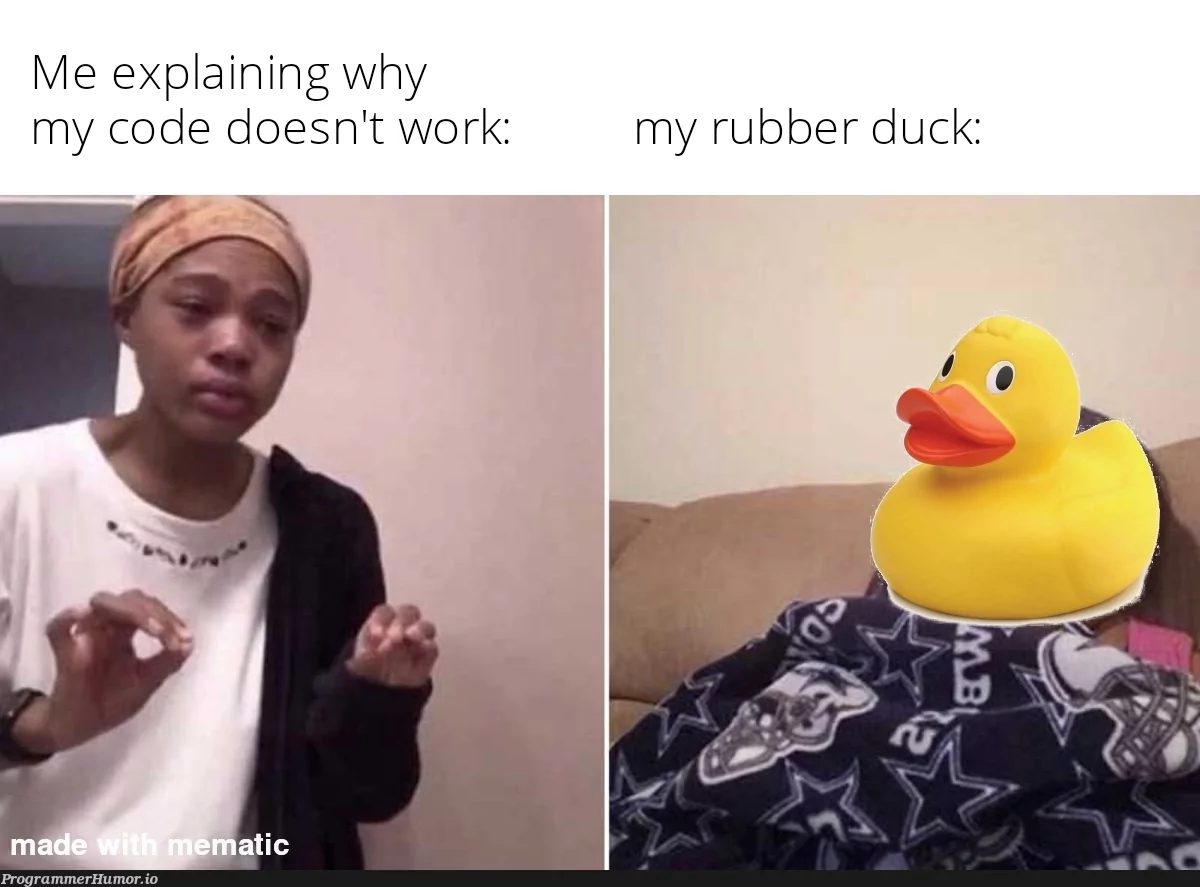 Me explaining why
my code doesn't work:
my rubber duck:
made with mematic
ProgrammerHumor.io